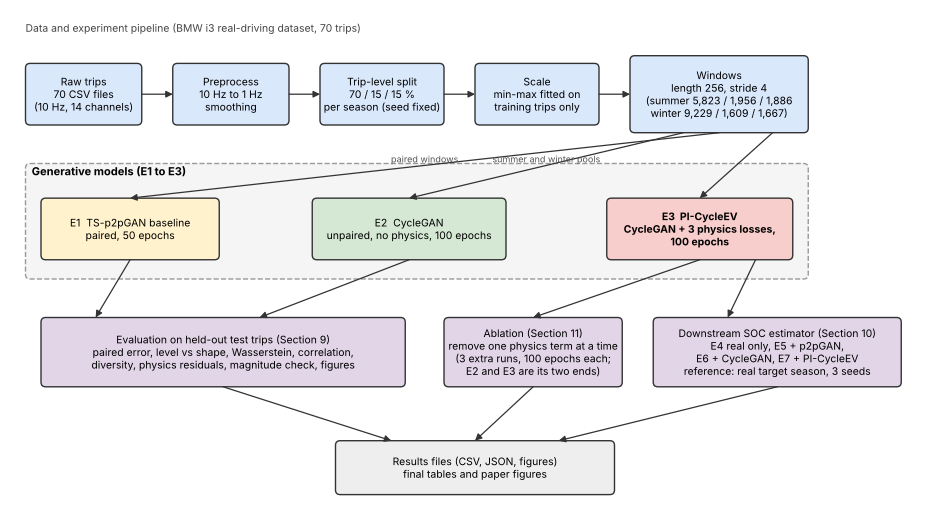 Data and experiment pipeline (BMW i3 real-driving dataset, 70 trips)
Raw trips
70 CSV files
(10 Hz, 14 channels)
Preprocess
10 Hz to 1 Hz
smoothing
Trip-level split
70 / 15 / 15 %
per season (seed fixed)
Scale
min-max fitted on
training trips only
Windows
length 256, stride 4
(summer 5,823 / 1,956 / 1,886
winter 9,229 / 1,609 / 1,667)
paired windows
summer and winter pools
Generative models (E1 to E3)
E1 TS-p2pGAN baseline
paired, 50 epochs
E2 CycleGAN
unpaired, no physics, 100 epochs
E3 PI-CycleEV
CycleGAN + 3 physics losses,
100 epochs
Evaluation on held-out test trips (Section 9)
paired error, level vs shape, Wasserstein, correlation,
diversity, physics residuals, magnitude check, figures
Ablation (Section 11)
remove one physics term at a time
(3 extra runs, 100 epochs each;
E2 and E3 are its two ends)
Downstream SOC estimator (Section 10)
E4 real only, E5 + p2pGAN,
E6 + CycleGAN, E7 + PI-CycleEV
reference: real target season, 3 seeds
Results files (CSV, JSON, figures)
final tables and paper figures